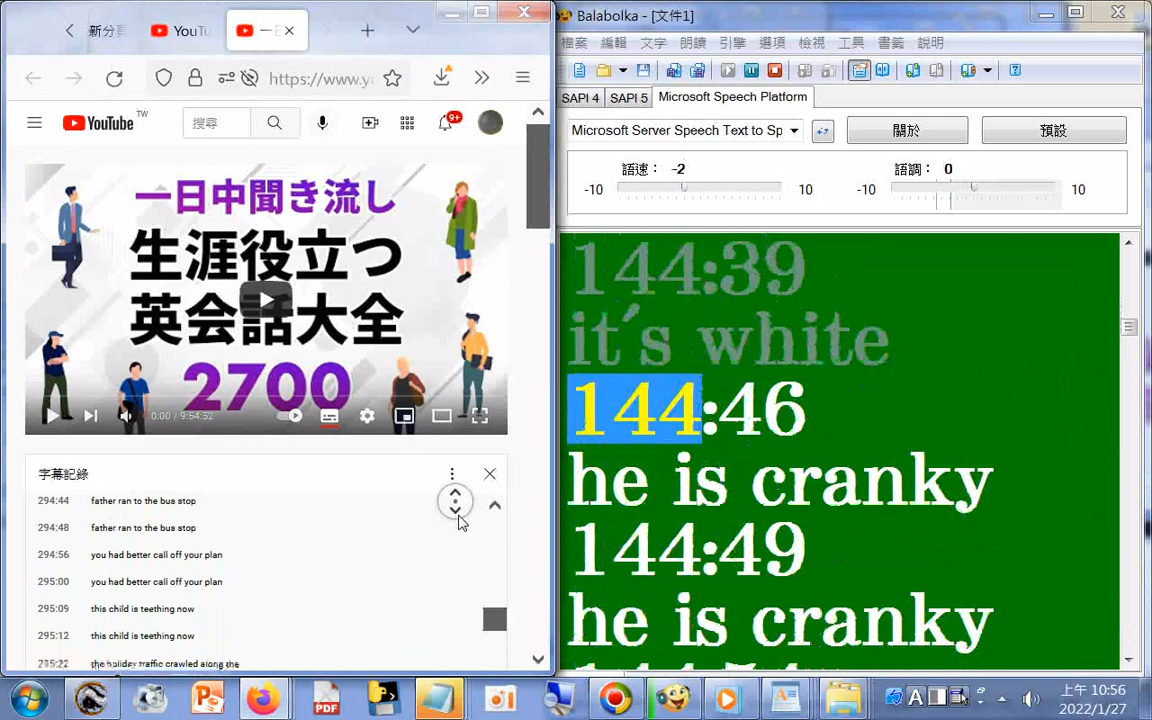 新分
YouTu
一
https://www.y
YouTube TW
搜尋
9+
一日中聞き流し
生涯役立つ
英会話大全
2700
0:00 / 9:54:32
字幕記錄
294:44 father ran to the bus stop
294:48 father ran to the bus stop
294:56 you had better call off your plan
295:00 you had better call off your plan
295:09 this child is teething now
295:12 this child is teething now
295:22 the holiday traffic crawled along the
Balabolka - [文件1]
檔案 編輯 文字 朗讀 引擎 選項 檢視 工具 書籤 說明
SAPI 4 SAPI 5 Microsoft Speech Platform
Microsoft Server Speech Text to Sp
關於
預設
語速： -2
語調： 0
-10 10
-10 10
144:39
it's white
144:46
he is cranky
144:49
he is cranky
PDF
A
上午 10:56
2022/1/27